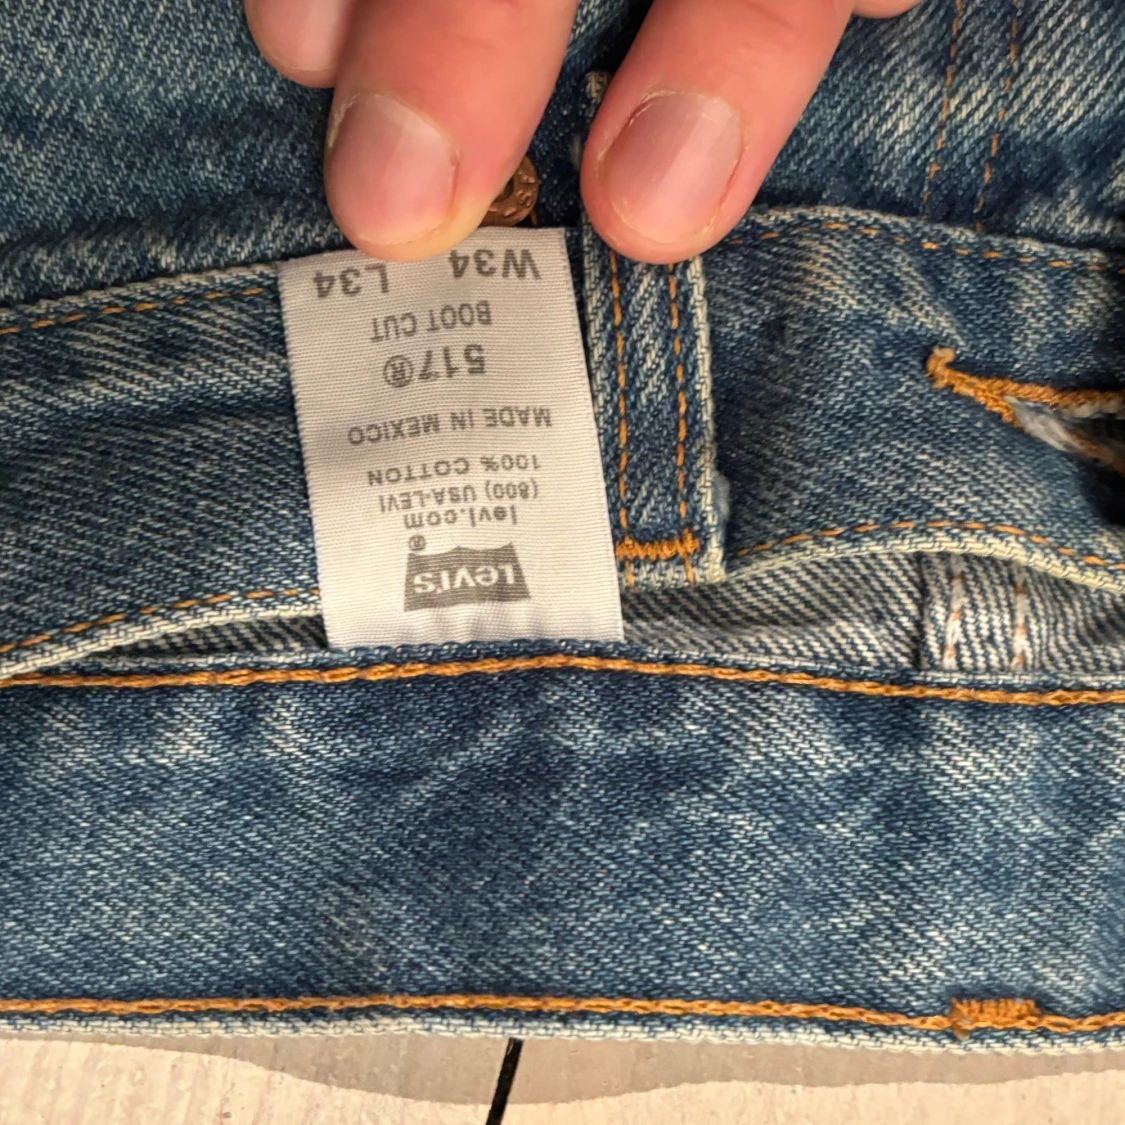 LEVI'S®
levi.com
(800) USA-LEVI
100% COTTON
MADE IN MEXICO
517®
BOOT CUT
W34 L34